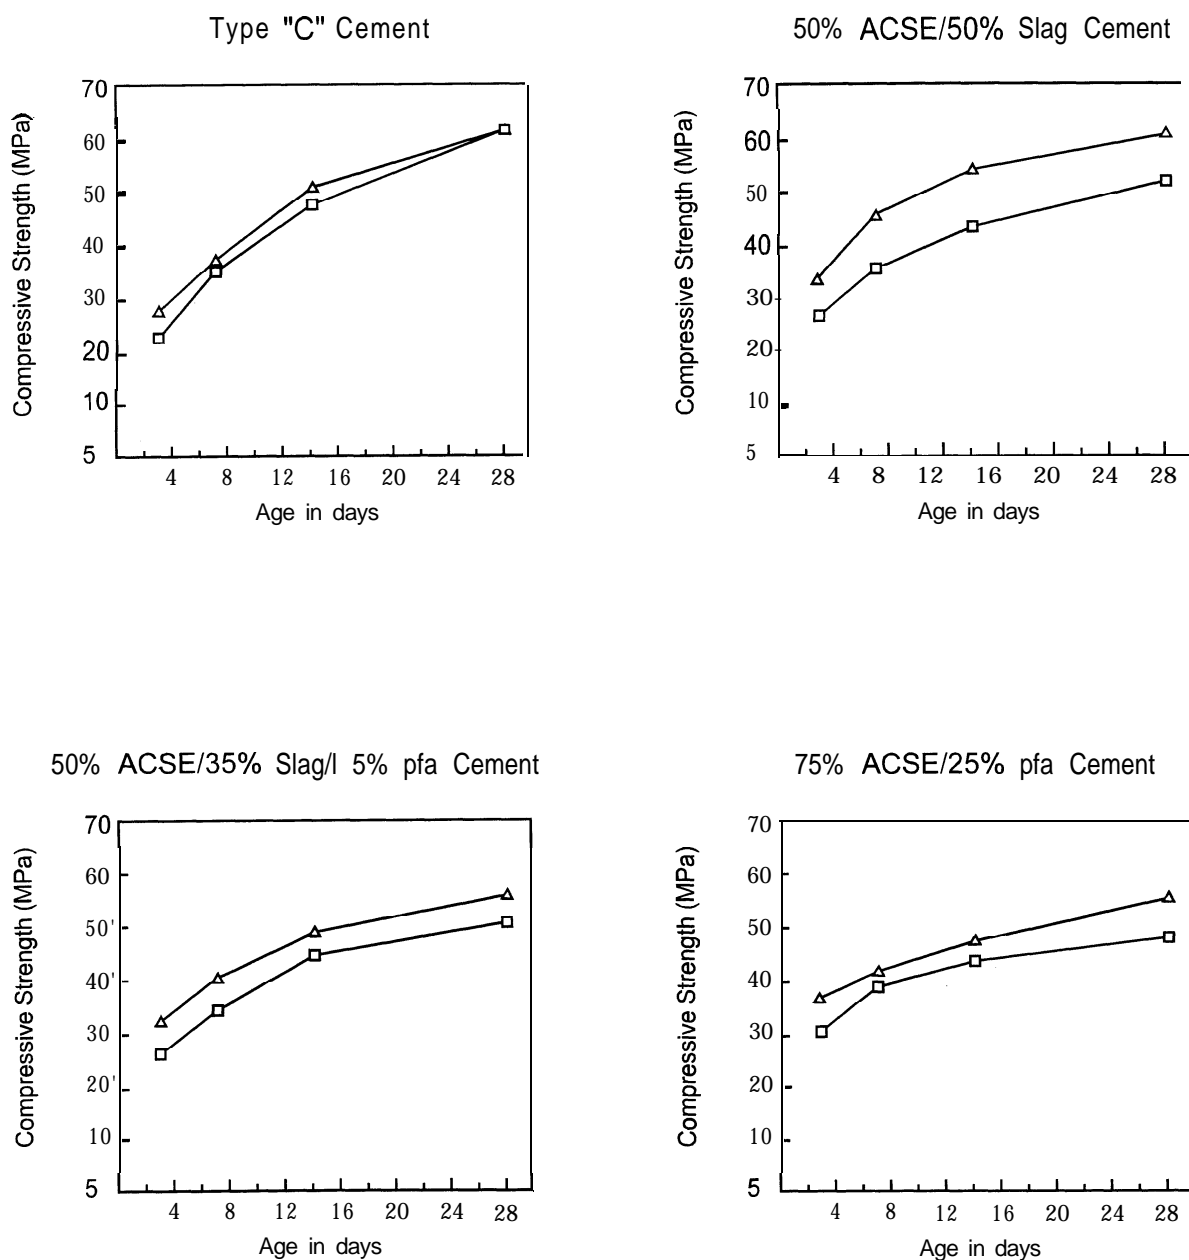 Type "C" Cement
70
60
50
40
30
20
10
5
Compressive Strength (MPa)
4 8 12 16 20 24 28
Age in days
50% ACSE/50% Slag Cement
70
60
50
40
30
20
10
5
Compressive Strength (MPa)
4 8 12 16 20 24 28
Age in days
50% ACSE/35% Slag/l 5% pfa Cement
70
60
50'
40'
30
20'
10
5
Compressive Strength (MPa)
4 8 12 16 20 24 28
Age in days
75% ACSE/25% pfa Cement
70
60
50
40
30
20
10
5
Compressive Strength (MPa)
4 8 12 16 20 24 28
Age in days